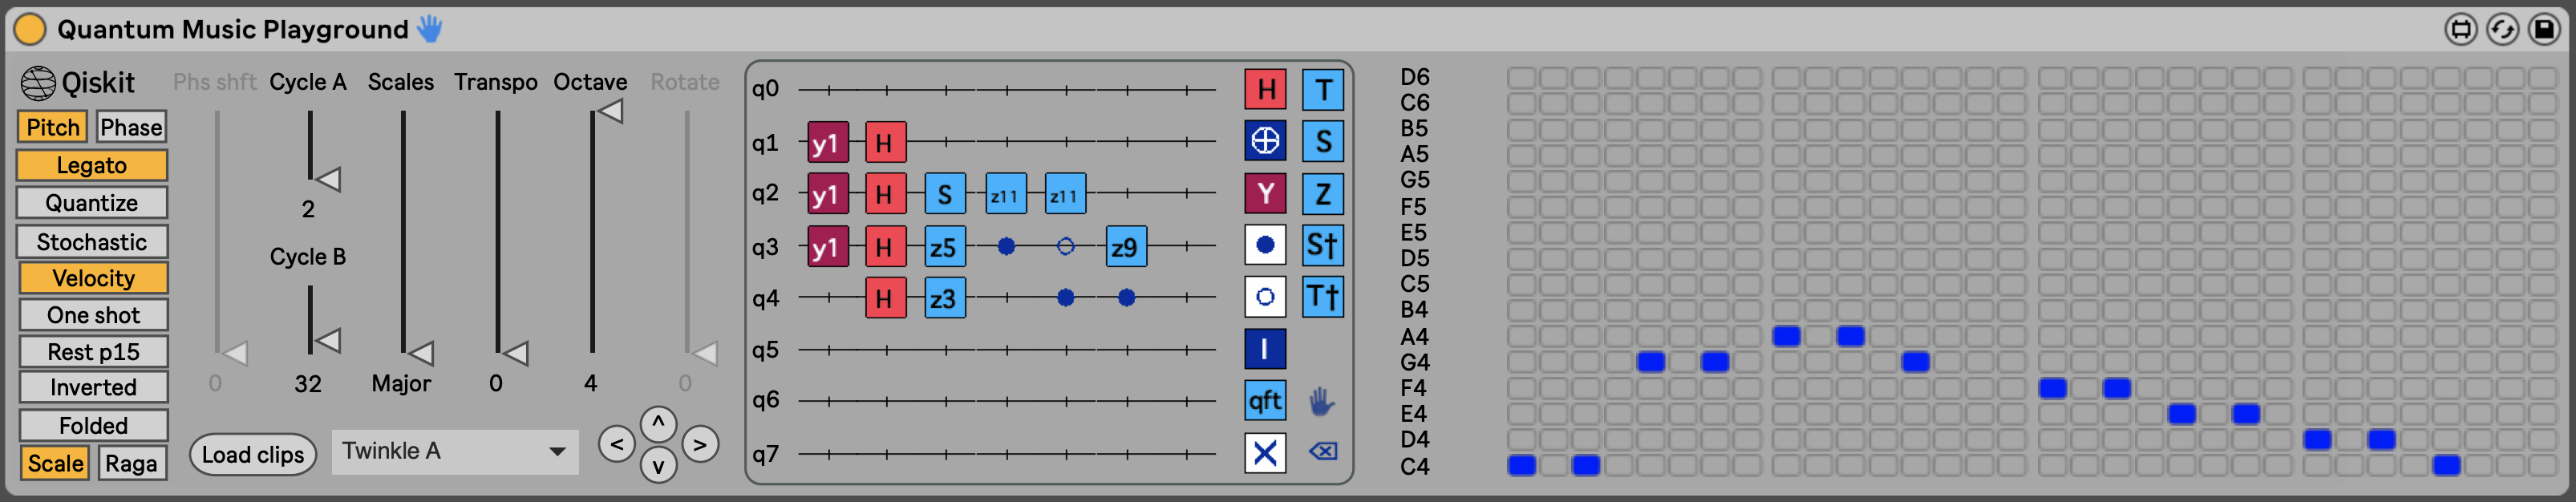 Quantum Music Playground
Qiskit
Phs shft Cycle A Scales Transpo Octave Rotate
Pitch Phase
Legato
Quantize
Stochastic
Velocity
One shot
Rest p15
Inverted
Folded
Scale Raga
2
Cycle B
0 32 Major 0 4 0
Load clips Twinkle A < ^ v >
q0 H T
q1 y1 H S
q2 y1 H S z11 z11 Y Z
q3 y1 H z5 z9 S†
q4 H z3 T†
q5 I
q6 qft
q7
D6
C6
B5
A5
G5
F5
E5
D5
C5
B4
A4
G4
F4
E4
D4
C4